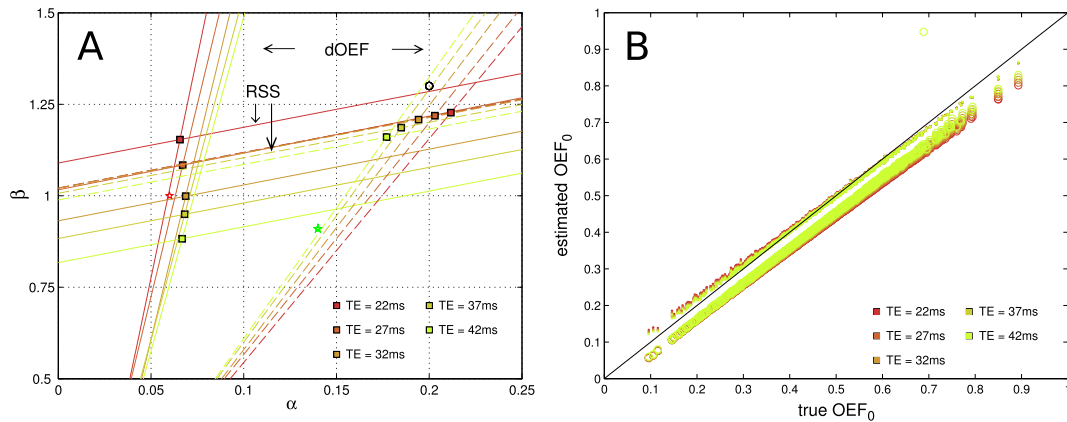 A
dOEF
RSS
1.5
1.25
1
0.75
0.5
β
0
0.05
0.1
0.15
0.2
0.25
α
TE = 22ms
TE = 27ms
TE = 32ms
TE = 37ms
TE = 42ms
B
1
0.9
0.8
0.7
0.6
0.5
0.4
0.3
0.2
0.1
0
estimated OEF₀
0
0.1
0.2
0.3
0.4
0.5
0.6
0.7
0.8
0.9
1
true OEF₀
TE = 22ms
TE = 27ms
TE = 32ms
TE = 37ms
TE = 42ms